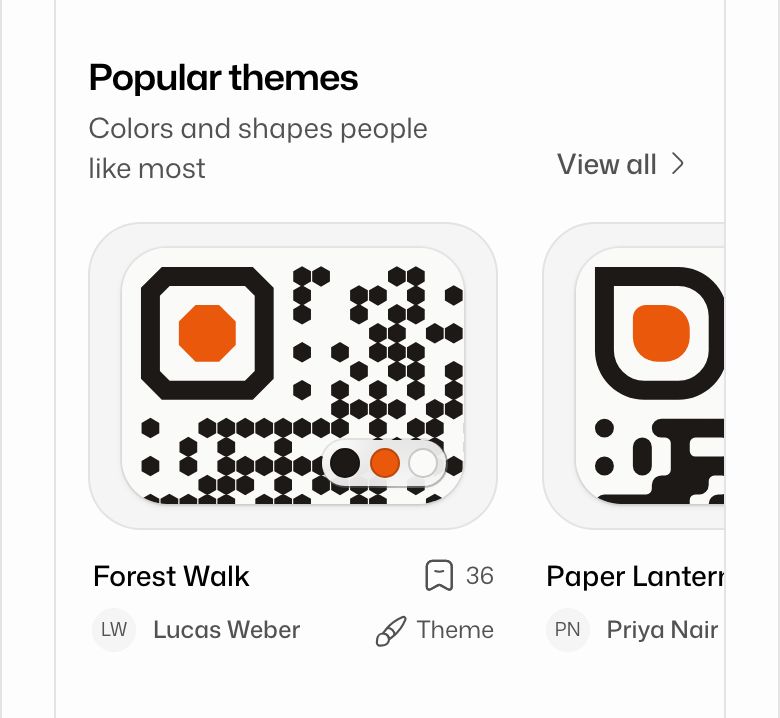 Popular themes
Colors and shapes people
like most
View all
Forest Walk
36
LW
Lucas Weber
Theme
Paper Lantern
PN
Priya Nair